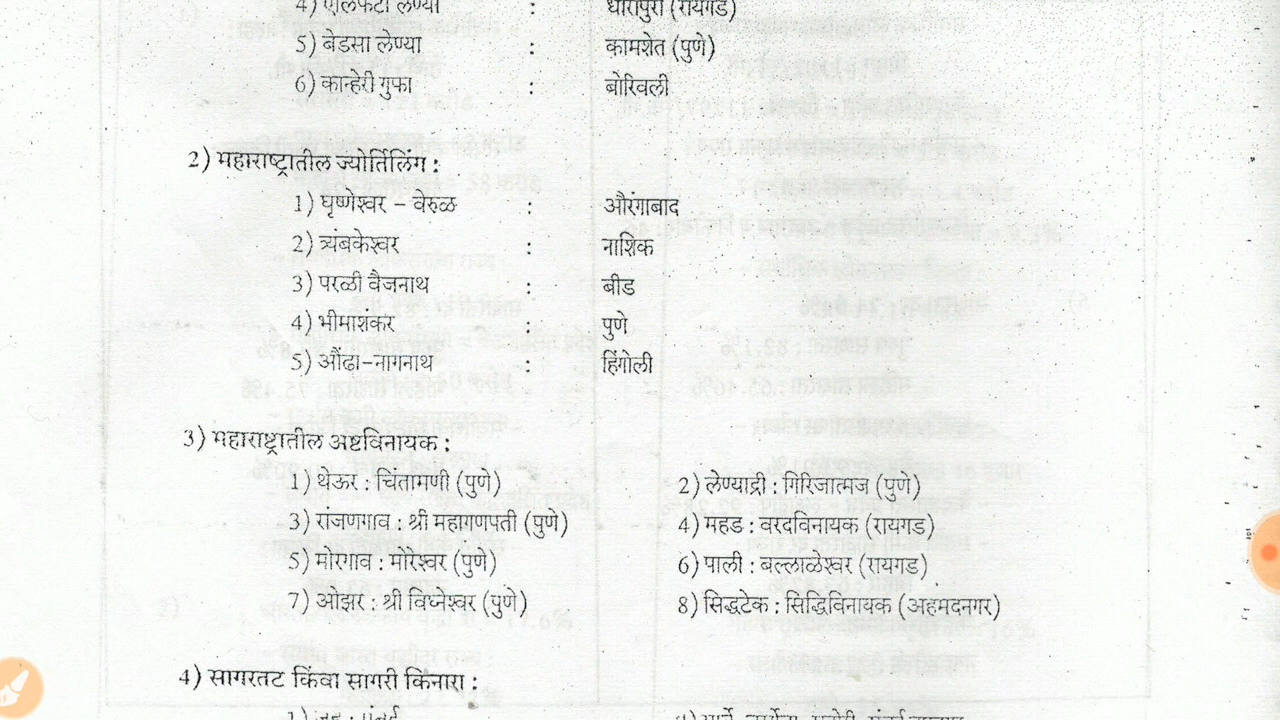 4) एलिफंटा लेण्या : धारापुरी (रायगड)
5) बेडसा लेण्या : कामशेत (पुणे)
6) कान्हेरी गुफा : बोरिवली
2) महाराष्ट्रातील ज्योर्तिलिंग :
1) घृष्णेश्वर – वेरुळ : औरंगाबाद
2) त्र्यंबकेश्वर : नाशिक
3) परळी वैजनाथ : बीड
4) भीमाशंकर : पुणे
5) औंढा–नागनाथ : हिंगोली
3) महाराष्ट्रातील अष्टविनायक :
1) थेऊर : चिंतामणी (पुणे) 2) लेण्याद्री : गिरिजात्मज (पुणे)
3) रांजणगाव : श्री महागणपती (पुणे) 4) महड : वरदविनायक (रायगड)
5) मोरगाव : मोरेश्वर (पुणे) 6) पाली : बल्लाळेश्वर (रायगड)
7) ओझर : श्री विघ्नेश्वर (पुणे) 8) सिद्धटेक : सिद्धिविनायक (अहमदनगर)
4) सागरतट किंवा सागरी किनारा :